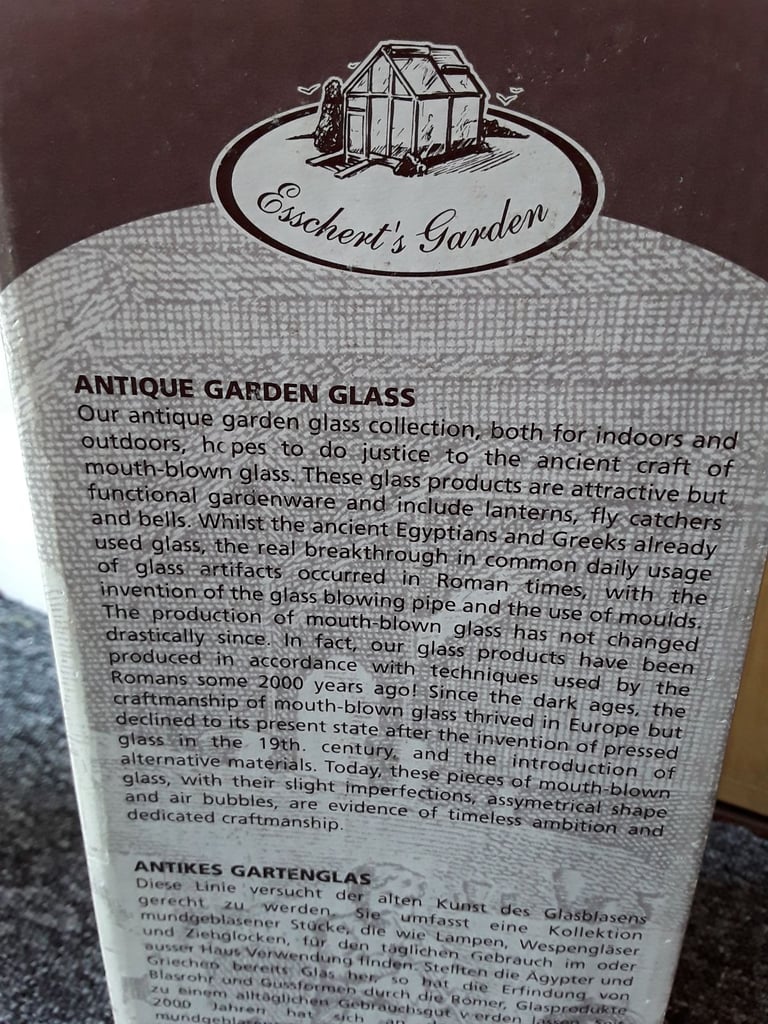 Esschert's Garden
ANTIQUE GARDEN GLASS
Our antique garden glass collection, both for indoors and
outdoors, hopes to do justice to the ancient craft of
mouth-blown glass. These glass products are attractive but
functional gardenware and include lanterns, fly catchers
and bells. Whilst the ancient Egyptians and Greeks already
used glass, the real breakthrough in common daily usage
of glass artifacts occurred in Roman times, with the
invention of the glass blowing pipe and the use of moulds.
The production of mouth-blown glass has not changed
drastically since. In fact, our glass products have been
produced in accordance with techniques used by the
Romans some 2000 years ago! Since the dark ages, the
craftmanship of mouth-blown glass thrived in Europe but
declined to its present state after the invention of pressed
glass in the 19th. century, and the introduction of
alternative materials. Today, these pieces of mouth-blown
glass, with their slight imperfections, assymetrical shape
and air bubbles, are evidence of timeless ambition and
dedicated craftmanship.
ANTIKES GARTENGLAS
Diese Linie versucht der alten Kunst des Glasblasens
gerecht zu werden. Sie umfasst eine Kollektion
mundgeblasener Stücke, die wie Lampen, Wespengläser
und Ziehglocken, für den täglichen Gebrauch im oder
ausser Haus Verwendung finden. Stellten die Ägypter und
Griechen bereits Glas her, so hat die Erfindung von
Blasrohr und Gussformen durch die Römer, Glasprodukte
zu einem alltäglichen Gebrauchsgut werden lassen
2000 Jahren hat sich an